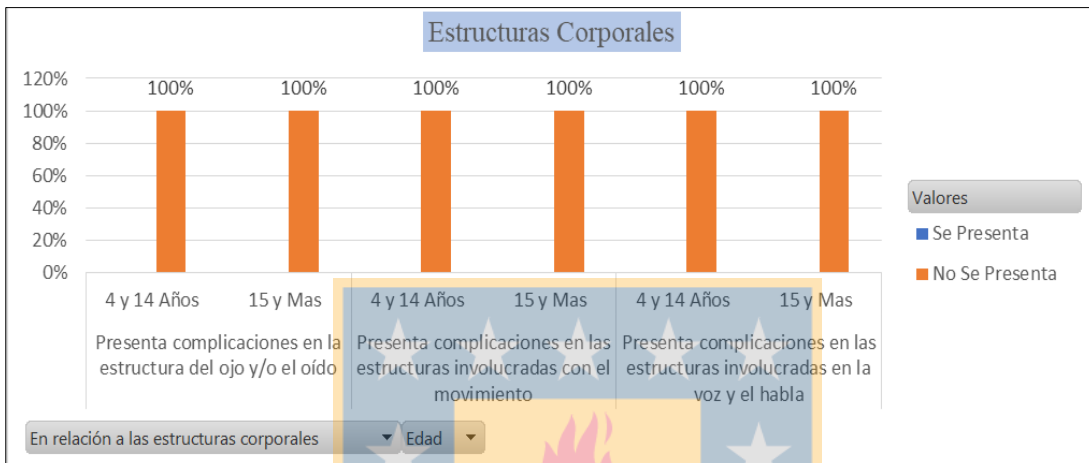 Estructuras Corporales
120%
100%
80%
60%
40%
20%
0%
100% 100% 100% 100% 100% 100%
4 y 14 Años 15 y Mas 4 y 14 Años 15 y Mas 4 y 14 Años 15 y Mas
Presenta complicaciones en la
estructura del ojo y/o el oído
Presenta complicaciones en las
estructuras involucradas con el
movimiento
Presenta complicaciones en las
estructuras involucradas en la
voz y el habla
Valores
Se Presenta
No Se Presenta
En relación a las estructuras corporales
Edad